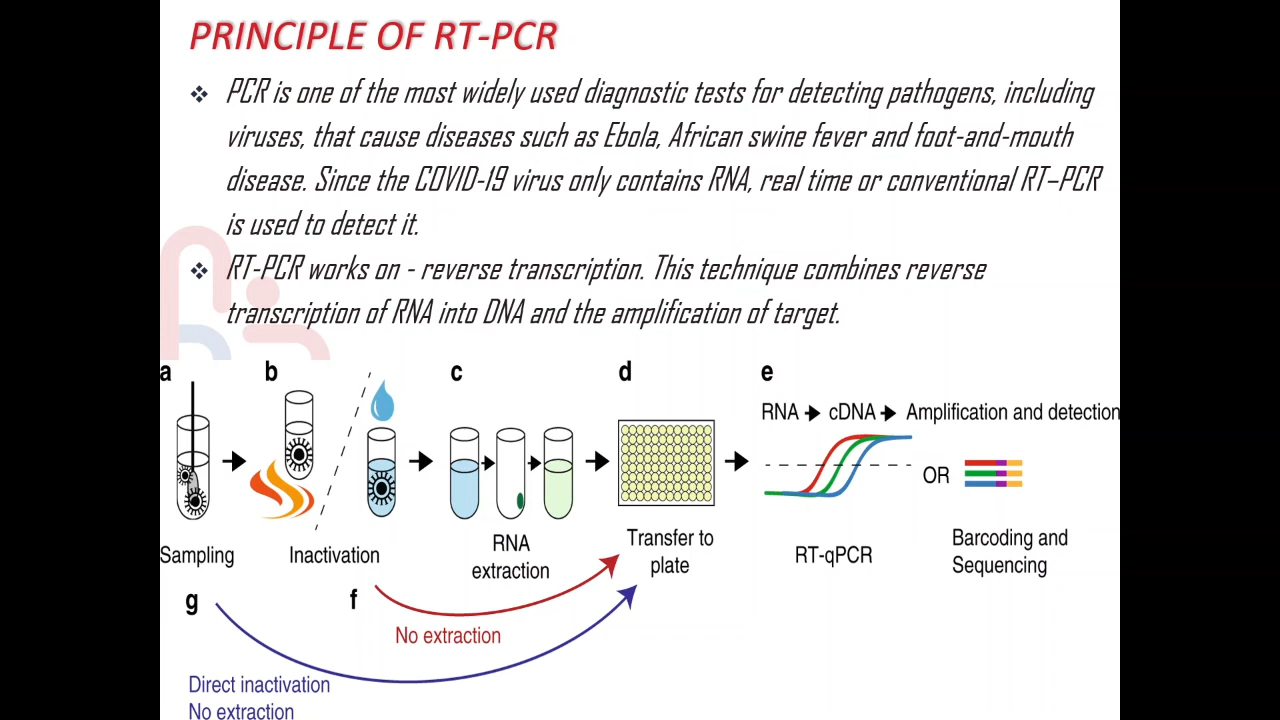 PRINCIPLE OF RT-PCR
PCR is one of the most widely used diagnostic tests for detecting pathogens, including
viruses, that cause diseases such as Ebola, African swine fever and foot-and-mouth
disease. Since the COVID-19 virus only contains RNA, real time or conventional RT–PCR
is used to detect it.
RT-PCR works on - reverse transcription. This technique combines reverse
transcription of RNA into DNA and the amplification of target.
a
b
c
d
e
RNA cDNA Amplification and detection
OR
Sampling
Inactivation
RNA
extraction
Transfer to
plate
RT-qPCR
Barcoding and
Sequencing
g
f
No extraction
Direct inactivation
No extraction